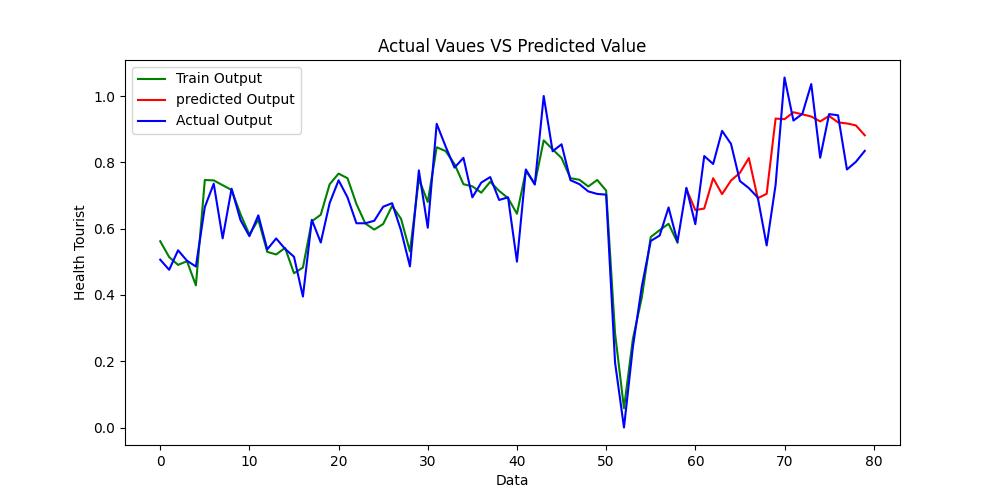 Actual Vaues VS Predicted Value
Train Output
predicted Output
Actual Output
Health Tourist
1.0
0.8
0.6
0.4
0.2
0.0
0 10 20 30 40 50 60 70 80
Data